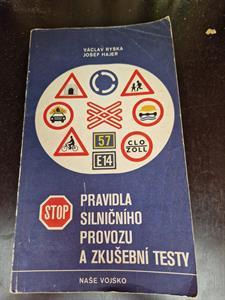 VÁCLAV RYSKA
JOSEF HAJER
57
E14
CLO
ZOLL
STOP
PRAVIDLA
SILNIČNÍHO
PROVOZU
A ZKUŠEBNÍ TESTY
NAŠE VOJSKO